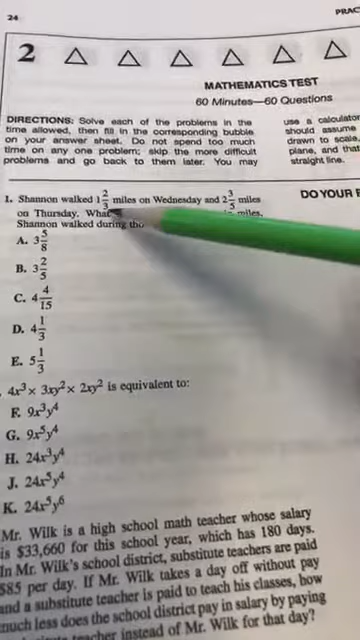 24
PRAC
2
MATHEMATICS TEST
60 Minutes—60 Questions
DIRECTIONS: Solve each of the problems in the
time allowed, then fill in the corresponding bubble
on your answer sheet. Do not spend too much
time on any one problem; skip the more difficult
problems and go back to them later. You may
use a calculator
should assume
drawn to scale,
plane, and that
straight line.
1. Shannon walked 1 2/3 miles on Wednesday and 2 3/5 miles
on Thursday. What miles,
Shannon walked during
DO YOUR
A. 3 5/8
B. 3 2/5
C. 4 4/15
D. 4 1/3
E. 5 1/3
4x³ × 3xy² × 2xy² is equivalent to:
F. 9x³y⁴
G. 9x⁵y⁴
H. 24x³y⁴
J. 24x⁵y⁴
K. 24x⁵y⁶
Mr. Wilk is a high school math teacher whose salary
is $33,660 for this school year, which has 180 days.
In Mr. Wilk's school district, substitute teachers are paid
$85 per day. If Mr. Wilk takes a day off without pay
and a substitute teacher is paid to teach his classes, how
much less does the school district pay in salary by paying
teacher instead of Mr. Wilk for that day?